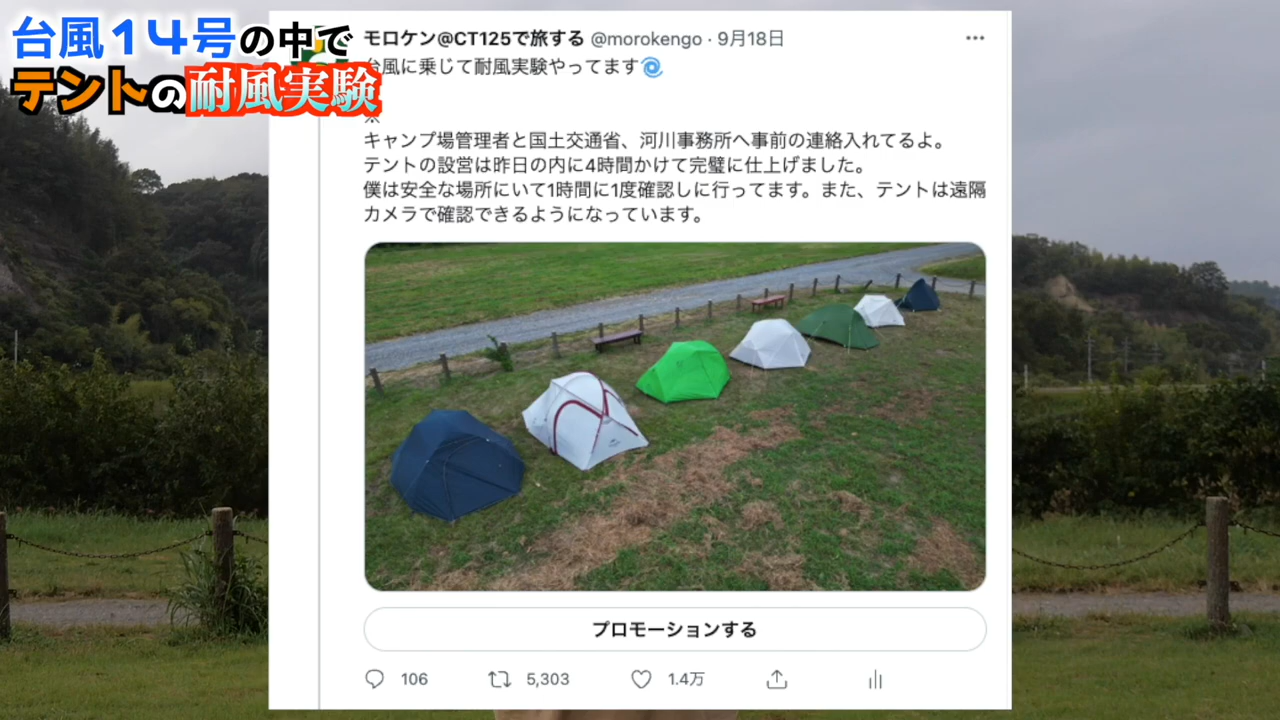 台風14号の中で
テントの耐風実験
モロケン@CT125で旅する @morokengo · 9月18日
台風に乗じて耐風実験やってます🌀
※
キャンプ場管理者と国土交通省、河川事務所へ事前の連絡入れてるよ。
テントの設営は昨日の内に4時間かけて完璧に仕上げました。
僕は安全な場所にいて1時間に1度確認しに行ってます。また、テントは遠隔
カメラで確認できるようになっています。
プロモーションする
106 5,303 1.4万